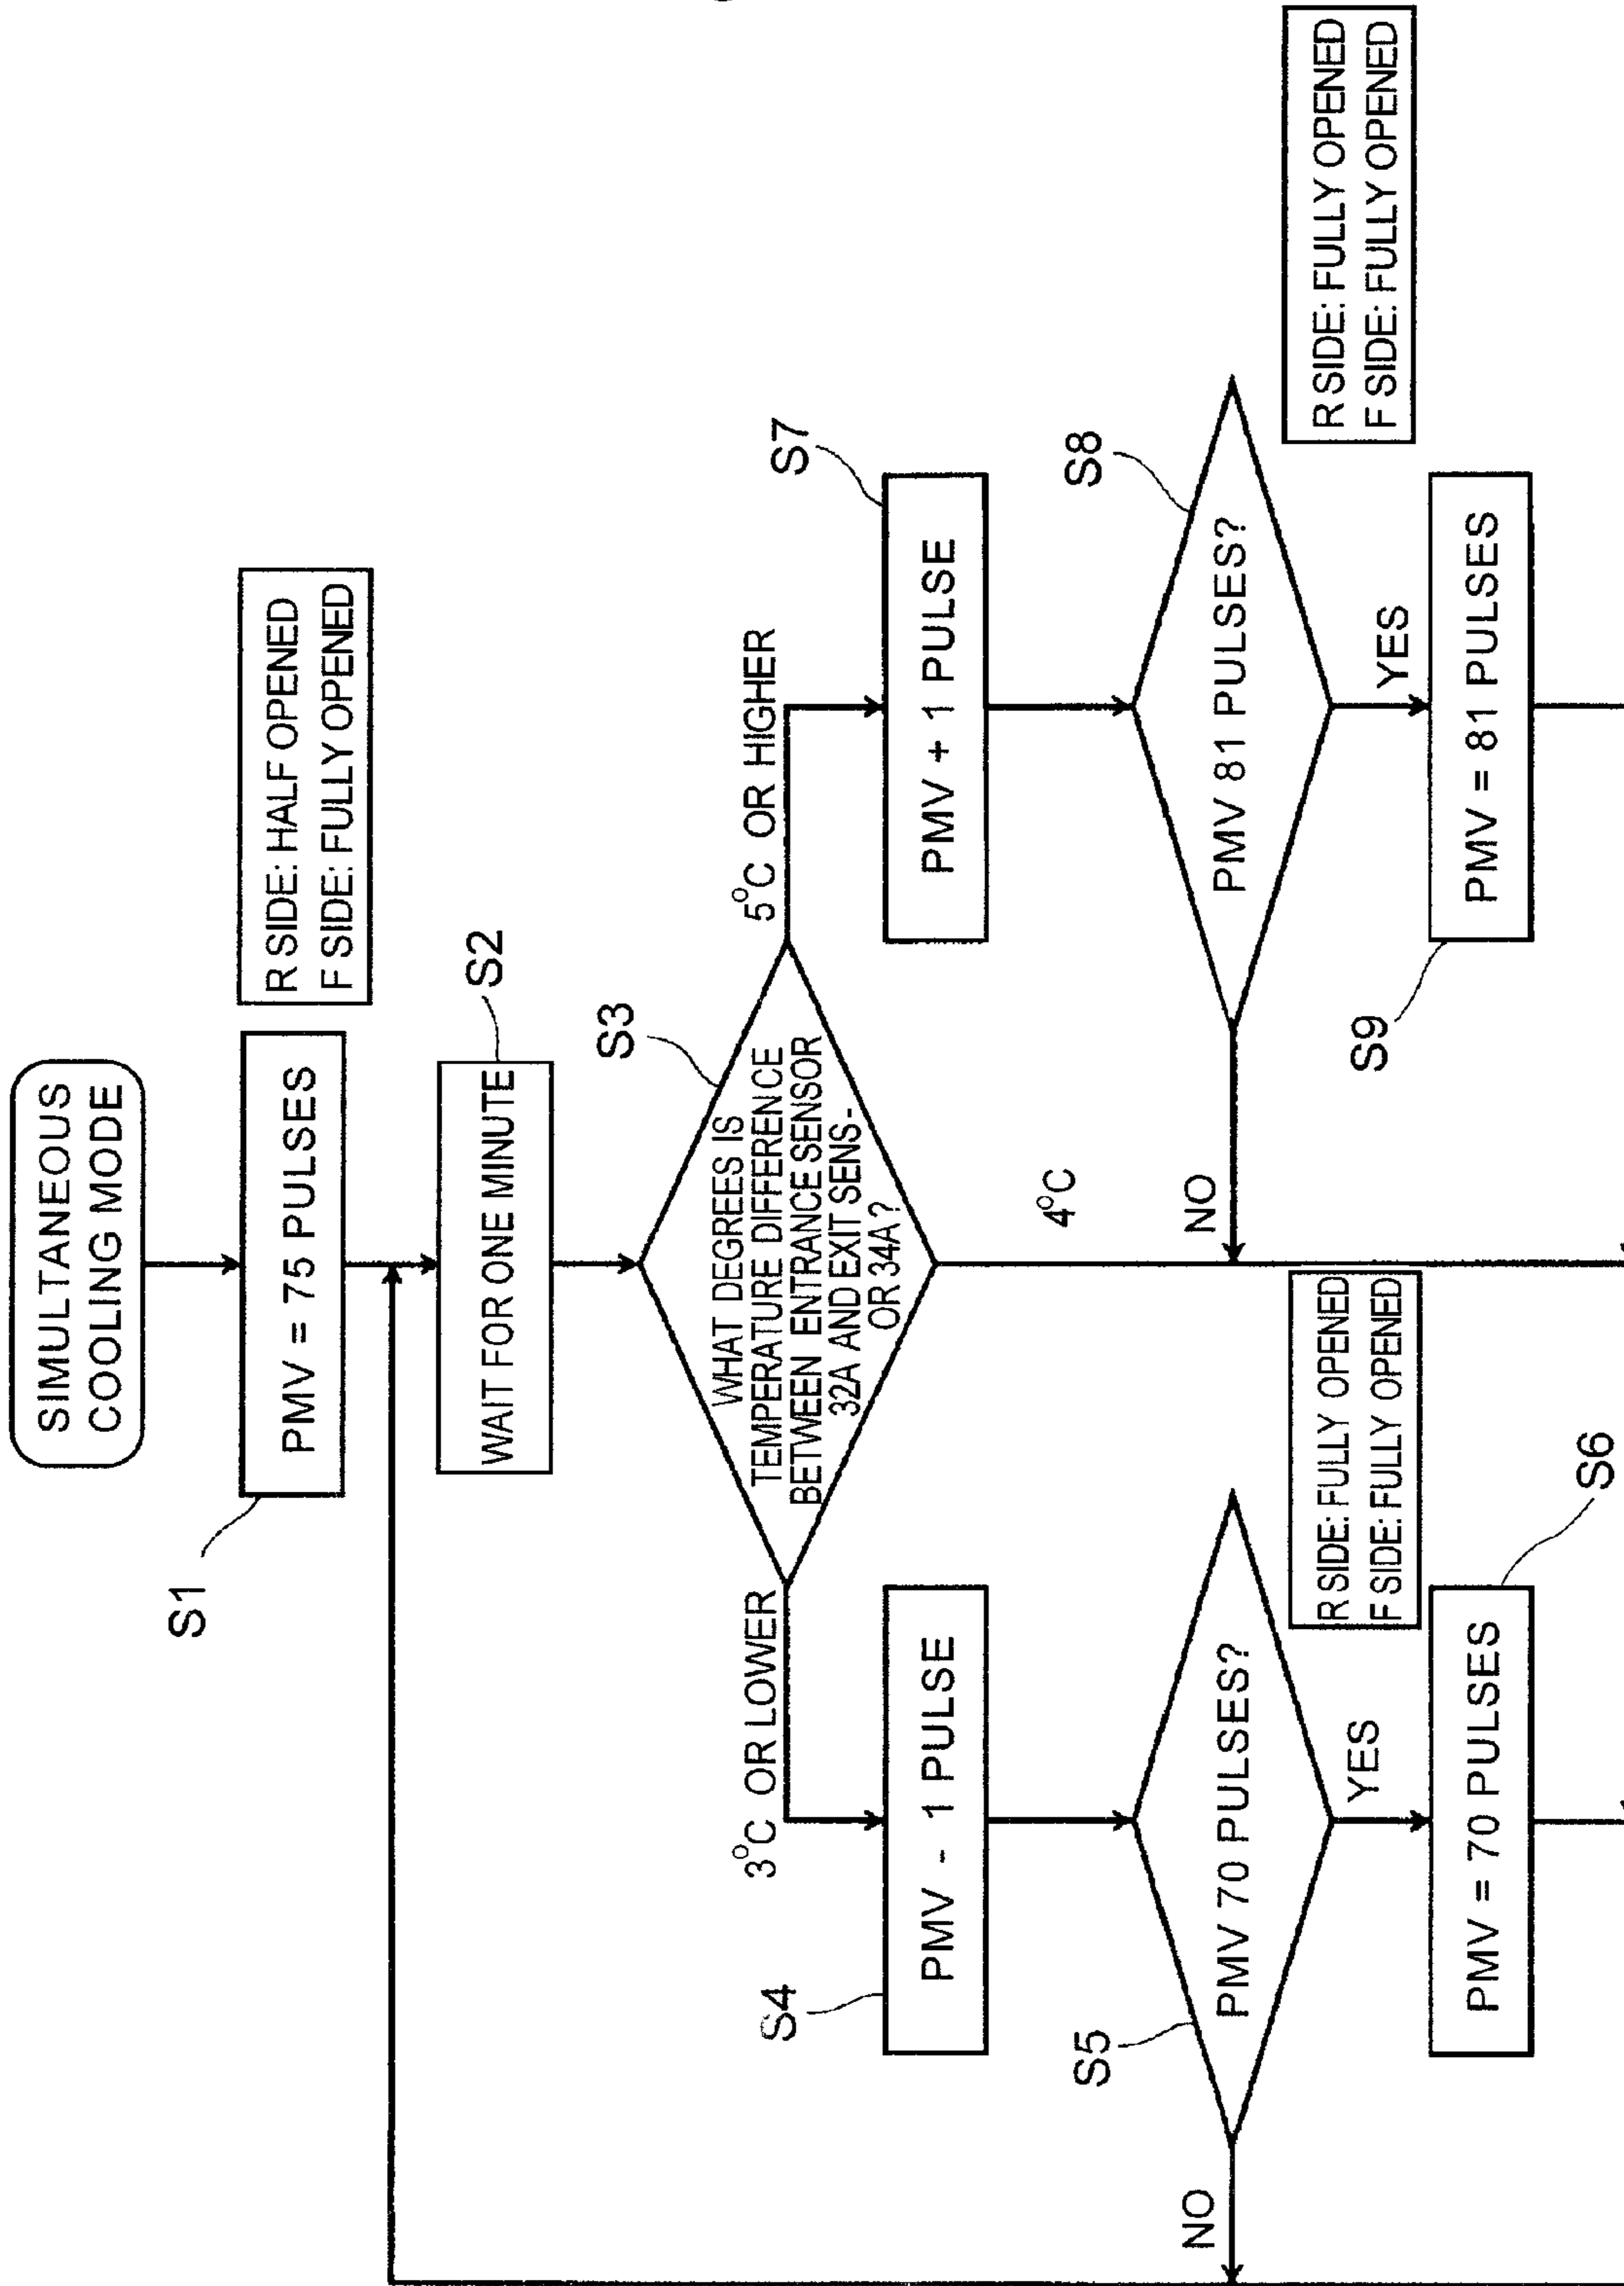 SIMULTANEOUS
COOLING MODE
S1
PMV = 75 PULSES
R SIDE: HALF OPENED
F SIDE: FULLY OPENED
WAIT FOR ONE MINUTE
S2
S3
WHAT DEGREES IS
TEMPERATURE DIFFERENCE
BETWEEN ENTRANCE SENSOR
32A AND EXIT SENS-
OR 34A?
3°C OR LOWER
5°C OR HIGHER
4°C
S4
PMV - 1 PULSE
S7
PMV + 1 PULSE
S5
PMV 70 PULSES?
NO
YES
R SIDE: FULLY OPENED
F SIDE: FULLY OPENED
S8
PMV 81 PULSES?
NO
YES
R SIDE: FULLY OPENED
F SIDE: FULLY OPENED
PMV = 70 PULSES
S6
S9
PMV = 81 PULSES